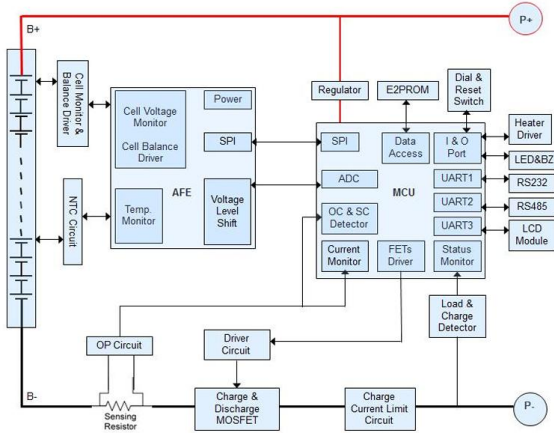 B+
P+
Cell Monitor &
Balance Driver
Regulator
E2PROM
Dial &
Reset
Switch
Cell Voltage
Monitor
Cell Balance
Driver
Power
SPI
AFE
Temp.
Monitor
Voltage
Level
Shift
NTC Circuit
SPI
Data
Access
I & O
Port
ADC
MCU
UART1
OC & SC
Detector
UART2
UART3
Current
Monitor
FETs
Driver
Status
Monitor
Heater
Driver
LED&BZ
RS232
RS485
LCD
Module
Load &
Charge
Detector
OP Circuit
Driver
Circuit
B-
Sensing
Resistor
Charge &
Discharge
MOSFET
Charge
Current Limit
Circuit
P-